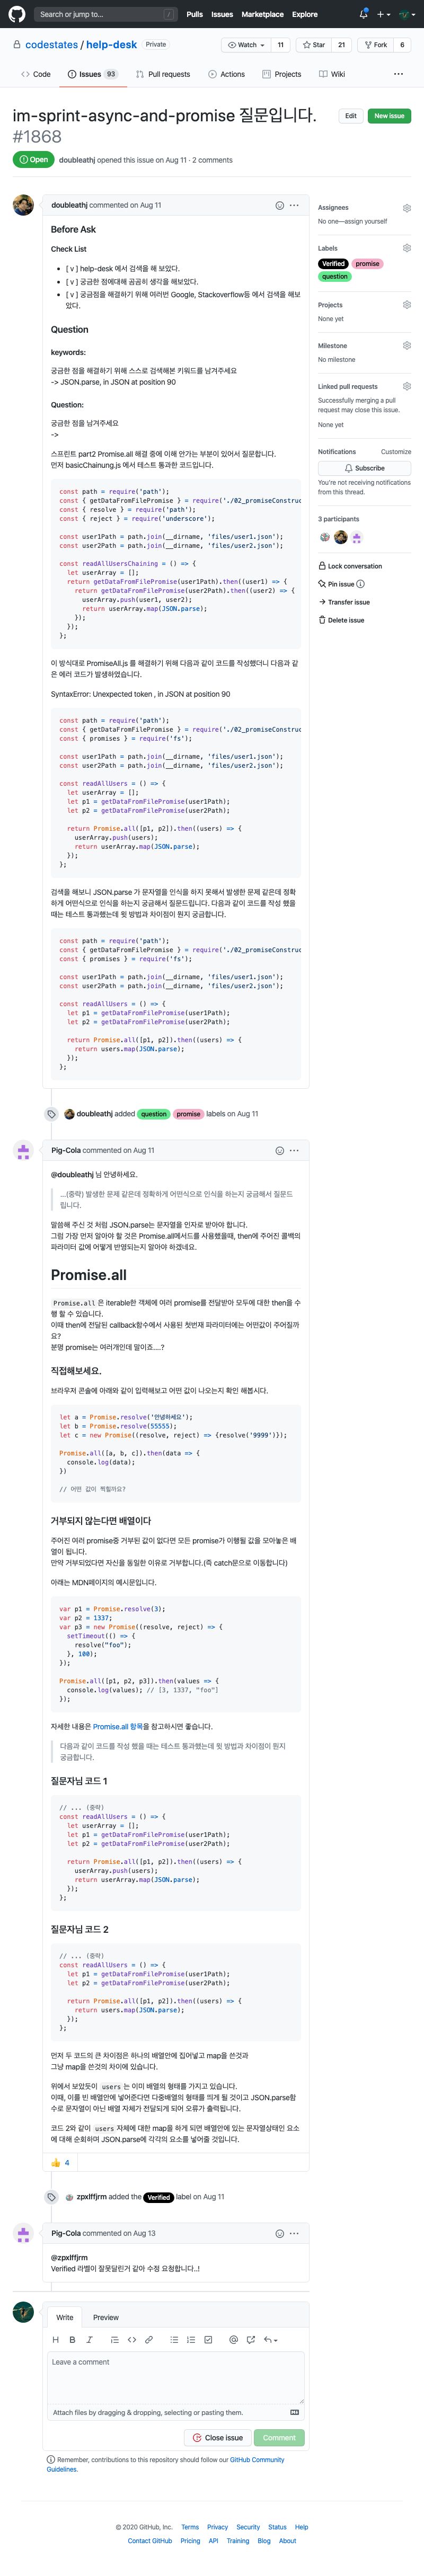 Search or jump to...
/
Pulls Issues Marketplace Explore
codestates / help-desk Private
Watch 11 Star 21 Fork 6
Code Issues 93 Pull requests Actions Projects Wiki ...
im-sprint-async-and-promise 질문입니다.
#1868
Edit New issue
Open doubleathj opened this issue on Aug 11 · 2 comments
doubleathj commented on Aug 11
Before Ask
Check List
• [ v ] help-desk 에서 검색을 해 보았다.
• [ v ] 궁금한 점에대해 꼼꼼히 생각을 해보았다.
• [ v ] 궁금점을 해결하기 위해 여러번 Google, Stackoverflow등 에서 검색을 해보
았다.
Question
keywords:
궁금한 점을 해결하기 위해 스스로 검색해본 키워드를 남겨주세요
-> JSON.parse, in JSON at position 90
Question:
궁금한 점을 남겨주세요
->
스프린트 part2 Promise.all 해결 중에 이해 안가는 부분이 있어서 질문합니다.
먼저 basicChainung.js 에서 테스트 통과한 코드입니다.
const path = require('path');
const { getDataFromFilePromise } = require('./02_promiseConstruc
const { resolve } = require('path');
const { reject } = require('underscore');
const user1Path = path.join(__dirname, 'files/user1.json');
const user2Path = path.join(__dirname, 'files/user2.json');
const readAllUsersChaining = () => {
let userArray = [];
return getDataFromFilePromise(user1Path).then((user1) => {
return getDataFromFilePromise(user2Path).then((user2) => {
userArray.push(user1, user2);
return userArray.map(JSON.parse);
});
});
};
이 방식대로 PromiseAll.js 를 해결하기 위해 다음과 같이 코드를 작성했더니 다음과 같
은 에러 코드가 발생하였습니다.
SyntaxError: Unexpected token , in JSON at position 90
const path = require('path');
const { getDataFromFilePromise } = require('./02_promiseConstruc
const { promises } = require('fs');
const user1Path = path.join(__dirname, 'files/user1.json');
const user2Path = path.join(__dirname, 'files/user2.json');
const readAllUsers = () => {
let userArray = [];
let p1 = getDataFromFilePromise(user1Path);
let p2 = getDataFromFilePromise(user2Path);
return Promise.all([p1, p2]).then((users) => {
userArray.push(users);
return userArray.map(JSON.parse);
});
};
검색을 해보니 JSON.parse 가 문자열을 인식을 하지 못해서 발생한 문제 같은데 정확
하게 어떤식으로 인식을 하는지 궁금해서 질문드립니다. 다음과 같이 코드를 작성 했을
때는 테스트 통과했는데 윗 방법과 차이점이 뭔지 궁금합니다.
const path = require('path');
const { getDataFromFilePromise } = require('./02_promiseConstruc
const { promises } = require('fs');
const user1Path = path.join(__dirname, 'files/user1.json');
const user2Path = path.join(__dirname, 'files/user2.json');
const readAllUsers = () => {
let p1 = getDataFromFilePromise(user1Path);
let p2 = getDataFromFilePromise(user2Path);
return Promise.all([p1, p2]).then((users) => {
return users.map(JSON.parse);
});
};
doubleathj added question promise labels on Aug 11
Pig-Cola commented on Aug 11
@doubleathj 님 안녕하세요.
...(중략) 발생한 문제 같은데 정확하게 어떤식으로 인식을 하는지 궁금해서 질문드
립니다.
말씀해 주신 것 처럼 JSON.parse는 문자열을 인자로 받아야 합니다.
그럼 가장 먼저 알아야 할 것은 Promise.all메서드를 사용했을때, then에 주어진 콜백의
파라미터 값에 어떻게 반영되는지 알아야 하겠네요.
Promise.all
Promise.all 은 iterable한 객체에 여러 promise를 전달받아 모두에 대한 then을 수
행 할 수 있습니다.
이때 then에 전달된 callback함수에서 사용된 첫번째 파라미터에는 어떤값이 주어질까
요?
분명 promise는 여러개인데 말이죠....?
직접해보세요.
브라우저 콘솔에 아래와 같이 입력해보고 어떤 값이 나오는지 확인 해봅시다.
let a = Promise.resolve('안녕하세요');
let b = Promise.resolve(55555);
let c = new Promise((resolve, reject) => {resolve('9999')});
Promise.all([a, b, c]).then(data => {
console.log(data);
})
// 어떤 값이 찍힐까요?
거부되지 않는다면 배열이다
주어진 여러 promise중 거부된 값이 없다면 모든 promise가 이행될 값을 모아놓은 배
열이 됩니다.
만약 거부되었다면 자신을 동일한 이유로 거부합니다.(즉 catch문으로 이동합니다)
아래는 MDN페이지의 예시문입니다.
var p1 = Promise.resolve(3);
var p2 = 1337;
var p3 = new Promise((resolve, reject) => {
setTimeout(() => {
resolve("foo");
}, 100);
});
Promise.all([p1, p2, p3]).then(values => {
console.log(values); // [3, 1337, "foo"]
});
자세한 내용은 Promise.all 항목을 참고하시면 좋습니다.
다음과 같이 코드를 작성 했을 때는 테스트 통과했는데 윗 방법과 차이점이 뭔지
궁금합니다.
질문자님 코드 1
// ... (중략)
const readAllUsers = () => {
let userArray = [];
let p1 = getDataFromFilePromise(user1Path);
let p2 = getDataFromFilePromise(user2Path);
return Promise.all([p1, p2]).then((users) => {
userArray.push(users);
return userArray.map(JSON.parse);
});
};
질문자님 코드 2
// ... (중략)
const readAllUsers = () => {
let p1 = getDataFromFilePromise(user1Path);
let p2 = getDataFromFilePromise(user2Path);
return Promise.all([p1, p2]).then((users) => {
return users.map(JSON.parse);
});
};
먼저 두 코드의 큰 차이점은 하나의 배열안에 집어넣고 map을 쓴것과
그냥 map을 쓴것의 차이에 있습니다.
위에서 보았듯이 users 는 이미 배열의 형태를 가지고 있습니다.
이때, 이를 빈 배열안에 넣어준다면 다중배열의 형태를 띄게 될 것이고 JSON.parse함
수로 문자열이 아닌 배열 자체가 전달되게 되어 오류가 출력됩니다.
코드 2와 같이 users 자체에 대한 map을 하게 되면 배열안에 있는 문자열상태인 요소
에 대해 순회하며 JSON.parse에 각각의 요소를 넣어줄 것입니다.
👍 4
zpxlffjrm added the Verified label on Aug 11
Pig-Cola commented on Aug 13
@zpxlffjrm
Verified 라벨이 잘못달린거 같아 수정 요청합니다..!
Write Preview
Leave a comment
Attach files by dragging & dropping, selecting or pasting them.
Close issue Comment
Remember, contributions to this repository should follow our GitHub Community
Guidelines.
Assignees
No one—assign yourself
Labels
Verified promise
question
Projects
None yet
Milestone
No milestone
Linked pull requests
Successfully merging a pull
request may close this issue.
None yet
Notifications Customize
Subscribe
You're not receiving notifications
from this thread.
3 participants
Lock conversation
Pin issue
Transfer issue
Delete issue
© 2020 GitHub, Inc. Terms Privacy Security Status Help
Contact GitHub Pricing API Training Blog About